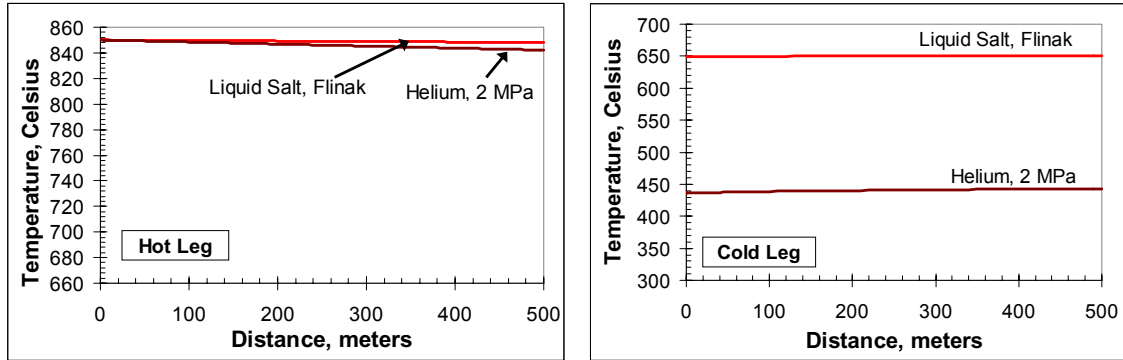 Temperature, Celsius
860
840
820
800
780
760
740
720
700
680
660
Liquid Salt, Flinak
Helium, 2 MPa
Hot Leg
0 100 200 300 400 500
Distance, meters
Temperature, Celsius
700
650
600
550
500
450
400
350
300
Liquid Salt, Flinak
Helium, 2 MPa
Cold Leg
0 100 200 300 400 500
Distance, meters